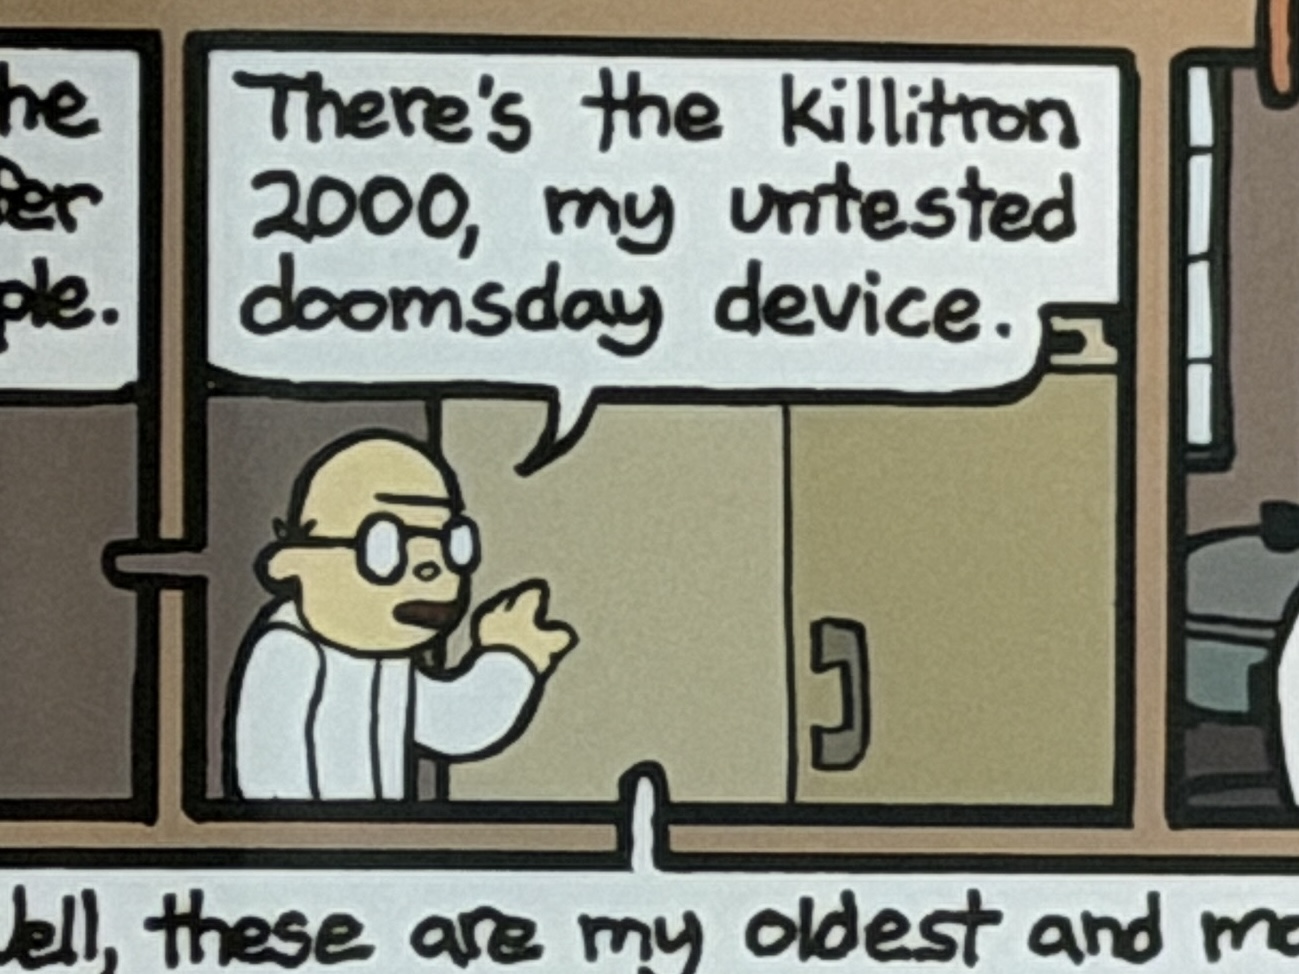 There's the killitron
2000, my untested
doomsday device.
these are my oldest and